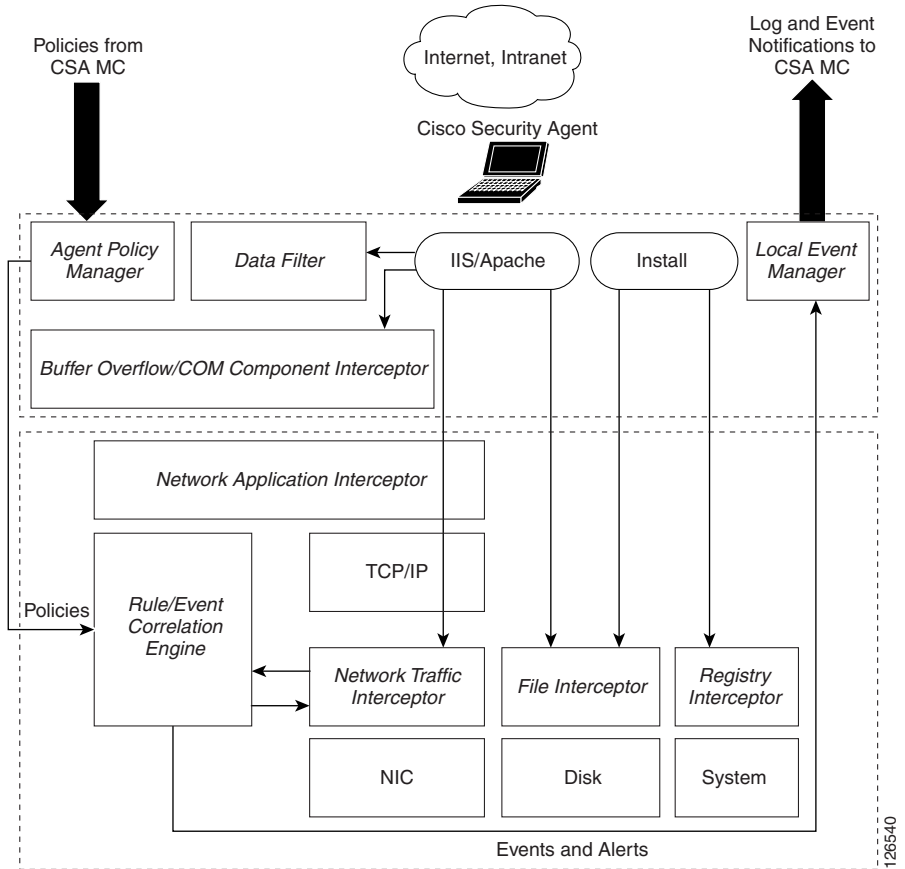 Policies from
CSA MC
Internet, Intranet
Log and Event
Notifications to
CSA MC
Cisco Security Agent
Agent Policy
Manager
Data Filter
IIS/Apache
Install
Local Event
Manager
Buffer Overflow/COM Component Interceptor
Network Application Interceptor
TCP/IP
Policies
Rule/Event
Correlation
Engine
Network Traffic
Interceptor
File Interceptor
Registry
Interceptor
NIC
Disk
System
Events and Alerts
126540